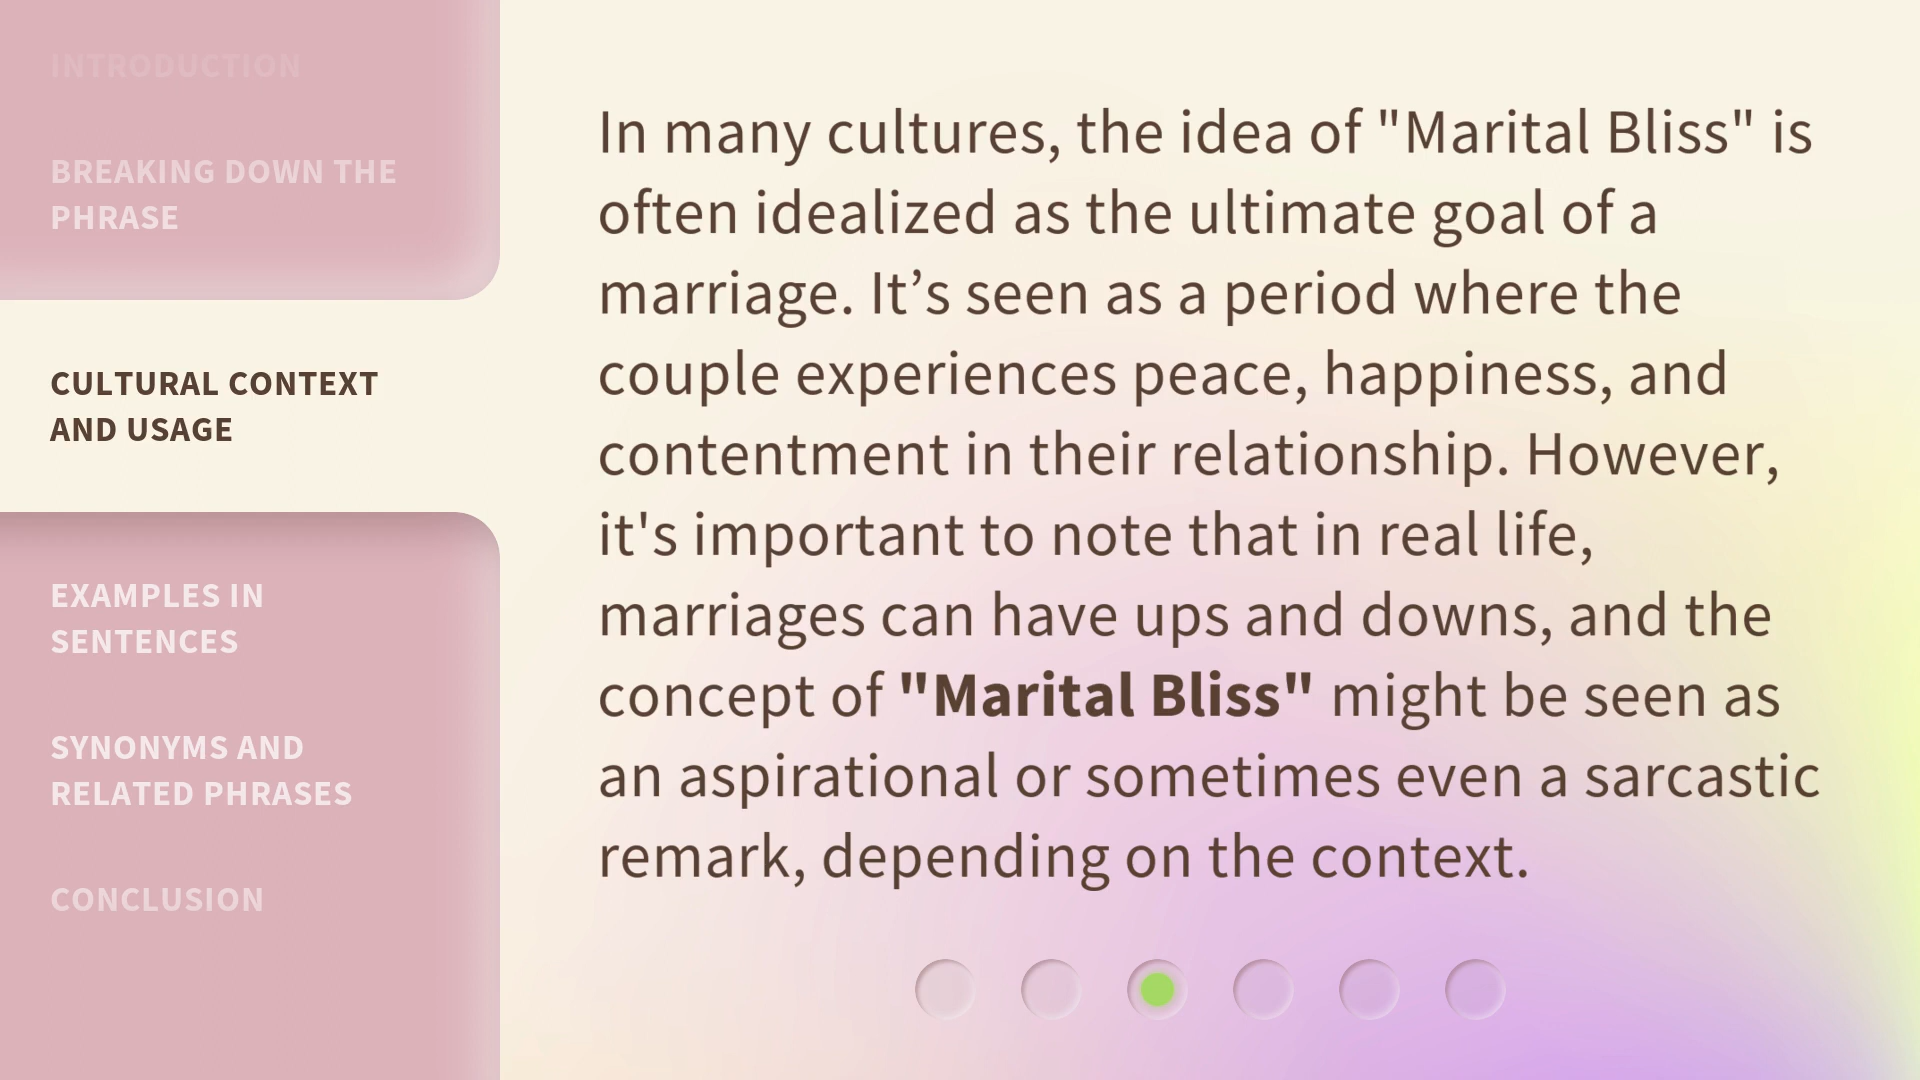 INTRODUCTION
BREAKING DOWN THE
PHRASE
CULTURAL CONTEXT
AND USAGE
EXAMPLES IN
SENTENCES
SYNONYMS AND
RELATED PHRASES
CONCLUSION
In many cultures, the idea of "Marital Bliss" is
often idealized as the ultimate goal of a
marriage. It’s seen as a period where the
couple experiences peace, happiness, and
contentment in their relationship. However,
it's important to note that in real life,
marriages can have ups and downs, and the
concept of "Marital Bliss" might be seen as
an aspirational or sometimes even a sarcastic
remark, depending on the context.